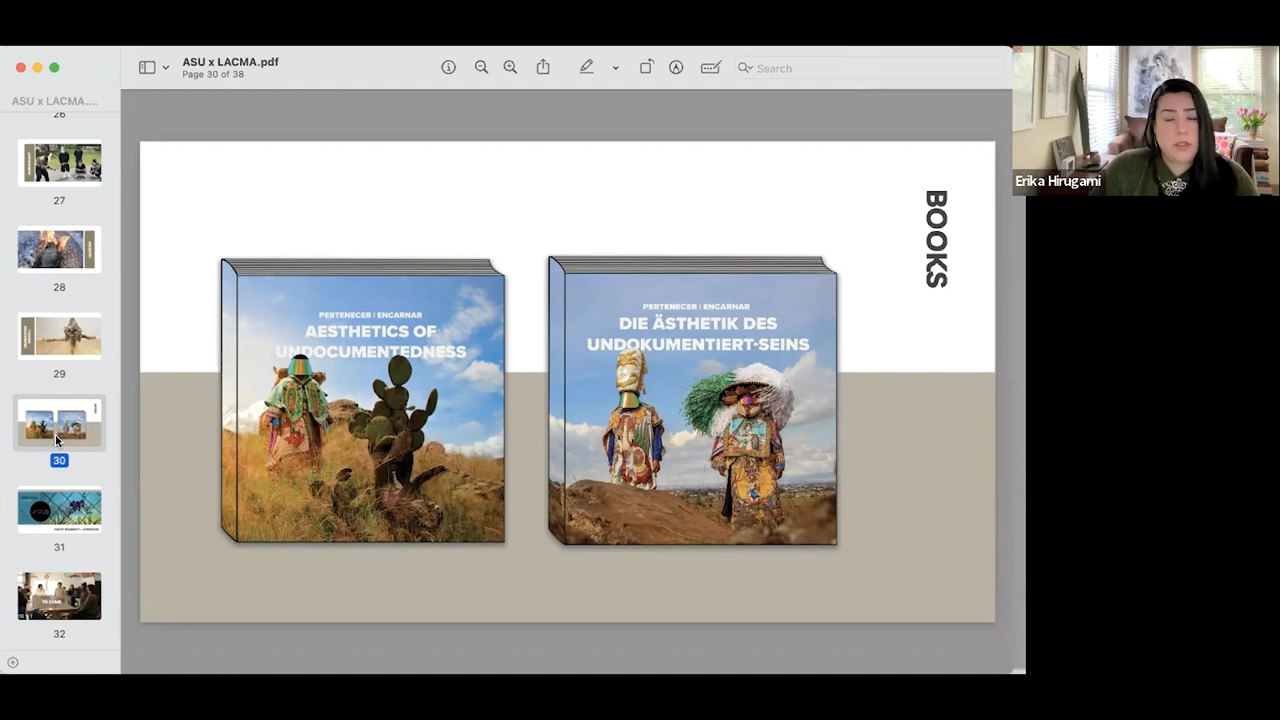 ASU x LACMA.pdf
Page 30 of 38
Search
ASU x LACMA....
26
27
28
29
30
31
32
BOOKS
PERTENECER | ENCARNAR
AESTHETICS OF
UNDOCUMENTEDNESS
PERTENECER | ENCARNAR
DIE ÄSTHETIK DES
UNDOKUMENTIERT-SEINS
Erika Hirugami